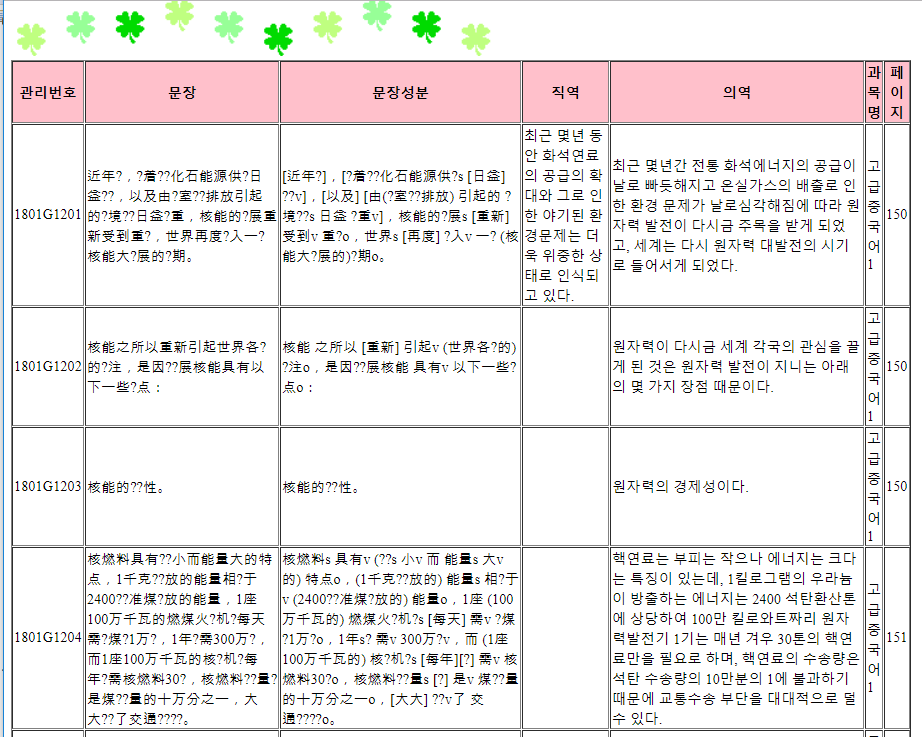 관리번호
문장
문장성분
직역
의역
과
목
명
페
이
지
1801G1201
近年?，?着??化石能源供?日
益??，以及由?室??排放引起
的?境??日益?重，核能的?展重
新受到重?，世界再度?入一?
核能大?展的?期。
[近年?]，[?着??化石能源供?s [日益]
??v]，[以及] [由(?室??排放) 引起的 ?
境??s 日益 ?重v]，核能的?展s [重新]
受到v 重?o，世界s [再度] ?入v 一? (核
能大?展的)?期o。
최근 몇년 동
안 화석연료
의 공급의 확
대와 그로 인
한 야기된 환
경문제는 더
욱 위중한 상
태로 인식되
고 있다.
최근 몇년간 전통 화석에너지의 공급이
날로 빠듯해지고 온실가스의 배출로 인
한 환경 문제가 날로심각해짐에 따라 원
자력 발전이 다시금 주목을 받게 되었
고, 세계는 다시 원자력 대발전의 시기
로 들어서게 되었다.
고
급
중
국
어
1
150
1801G1202
核能之所以重新引起世界各?
的?注，是因??展核能具有以
下一些?点：
核能 之所以 [重新] 引起v (世界各?的)
?注o，是因??展核能 具有v 以下一些?
点o：
원자력이 다시금 세계 각국의 관심을 끌
게 된 것은 원자력 발전이 지니는 아래
의 몇 가지 장점 때문이다.
고
급
중
국
어
1
150
1801G1203
核能的??性。
核能的??性。
원자력의 경제성이다.
고
급
중
국
어
1
150
1801G1204
核燃料具有??小而能量大的特
点，1千克??放的能量相?于
2400??准煤?放的能量，1座
100万千瓦的燃煤火?机?每天
需?煤?1万?，1年?需300万?，
而1座100万千瓦的核?机?每
年?需核燃料30?，核燃料??量?
是煤??量的十万分之一，大
大??了交通????。
核燃料s 具有v (??s 小v 而 能量s 大v
的) 特点o，(1千克??放的) 能量s 相?于
v (2400??准煤?放的) 能量o，1座 (100
万千瓦的) 燃煤火?机?s [每天] 需v ?煤
?1万?o，1年s? 需v 300万?v，而 (1座
100万千瓦的) 核?机?s [每年][?] 需v 核
燃料30?o，核燃料??量s [?] 是v 煤??量
的十万分之一o，[大大] ??v了 交
通????o。
핵연료는 부피는 작으나 에너지는 크다
는 특징이 있는데, 1킬로그램의 우라늄
이 방출하는 에너지는 2400 석탄환산톤
에 상당하여 100만 킬로와트짜리 원자
력발전기 1기는 매년 겨우 30톤의 핵연
료만을 필요로 하며, 핵연료의 수송량은
석탄 수송량의 10만분의 1에 불과하기
때문에 교통수송 부단을 대대적으로 덜
수 있다.
고
급
중
국
어
1
151